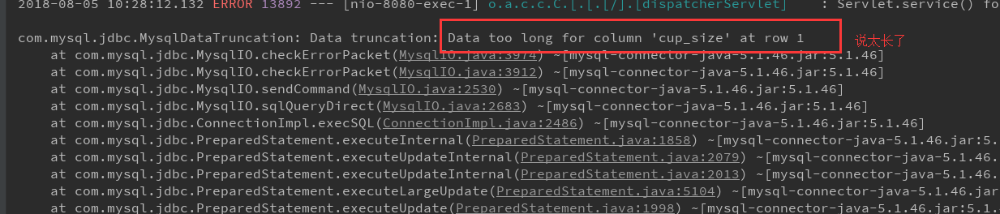 2018-08-05 10:28:12.132 ERROR 13892 --- [nio-8080-exec-1] o.a.c.c.C.[.[.[/].[dispatcherServlet]    : Servlet.service() fo
com.mysql.jdbc.MysqlDataTruncation: Data truncation: Data too long for column 'cup_size' at row 1 说太长了
at com.mysql.jdbc.MysqlIO.checkErrorPacket(MysqlIO.java:3974) ~[mysql-connector-java-5.1.46.jar:5.1.46]
at com.mysql.jdbc.MysqlIO.checkErrorPacket(MysqlIO.java:3912) ~[mysql-connector-java-5.1.46.jar:5.1.46]
at com.mysql.jdbc.MysqlIO.sendCommand(MysqlIO.java:2530) ~[mysql-connector-java-5.1.46.jar:5.1.46]
at com.mysql.jdbc.MysqlIO.sqlQueryDirect(MysqlIO.java:2683) ~[mysql-connector-java-5.1.46.jar:5.1.46]
at com.mysql.jdbc.ConnectionImpl.execSQL(ConnectionImpl.java:2486) ~[mysql-connector-java-5.1.46.jar:5.1.46]
at com.mysql.jdbc.PreparedStatement.executeInternal(PreparedStatement.java:1858) ~[mysql-connector-java-5.1.46.jar:5.
at com.mysql.jdbc.PreparedStatement.executeUpdateInternal(PreparedStatement.java:2079) ~[mysql-connector-java-5.1.46.
at com.mysql.jdbc.PreparedStatement.executeUpdateInternal(PreparedStatement.java:2013) ~[mysql-connector-java-5.1.46.
at com.mysql.jdbc.PreparedStatement.executeLargeUpdate(PreparedStatement.java:5104) ~[mysql-connector-java-5.1.46.jar
at com.mysql.jdbc.PreparedStatement.executeUpdate(PreparedStatement.java:1998) ~[mysql-connector-java-5.1.46.jar:5.1.